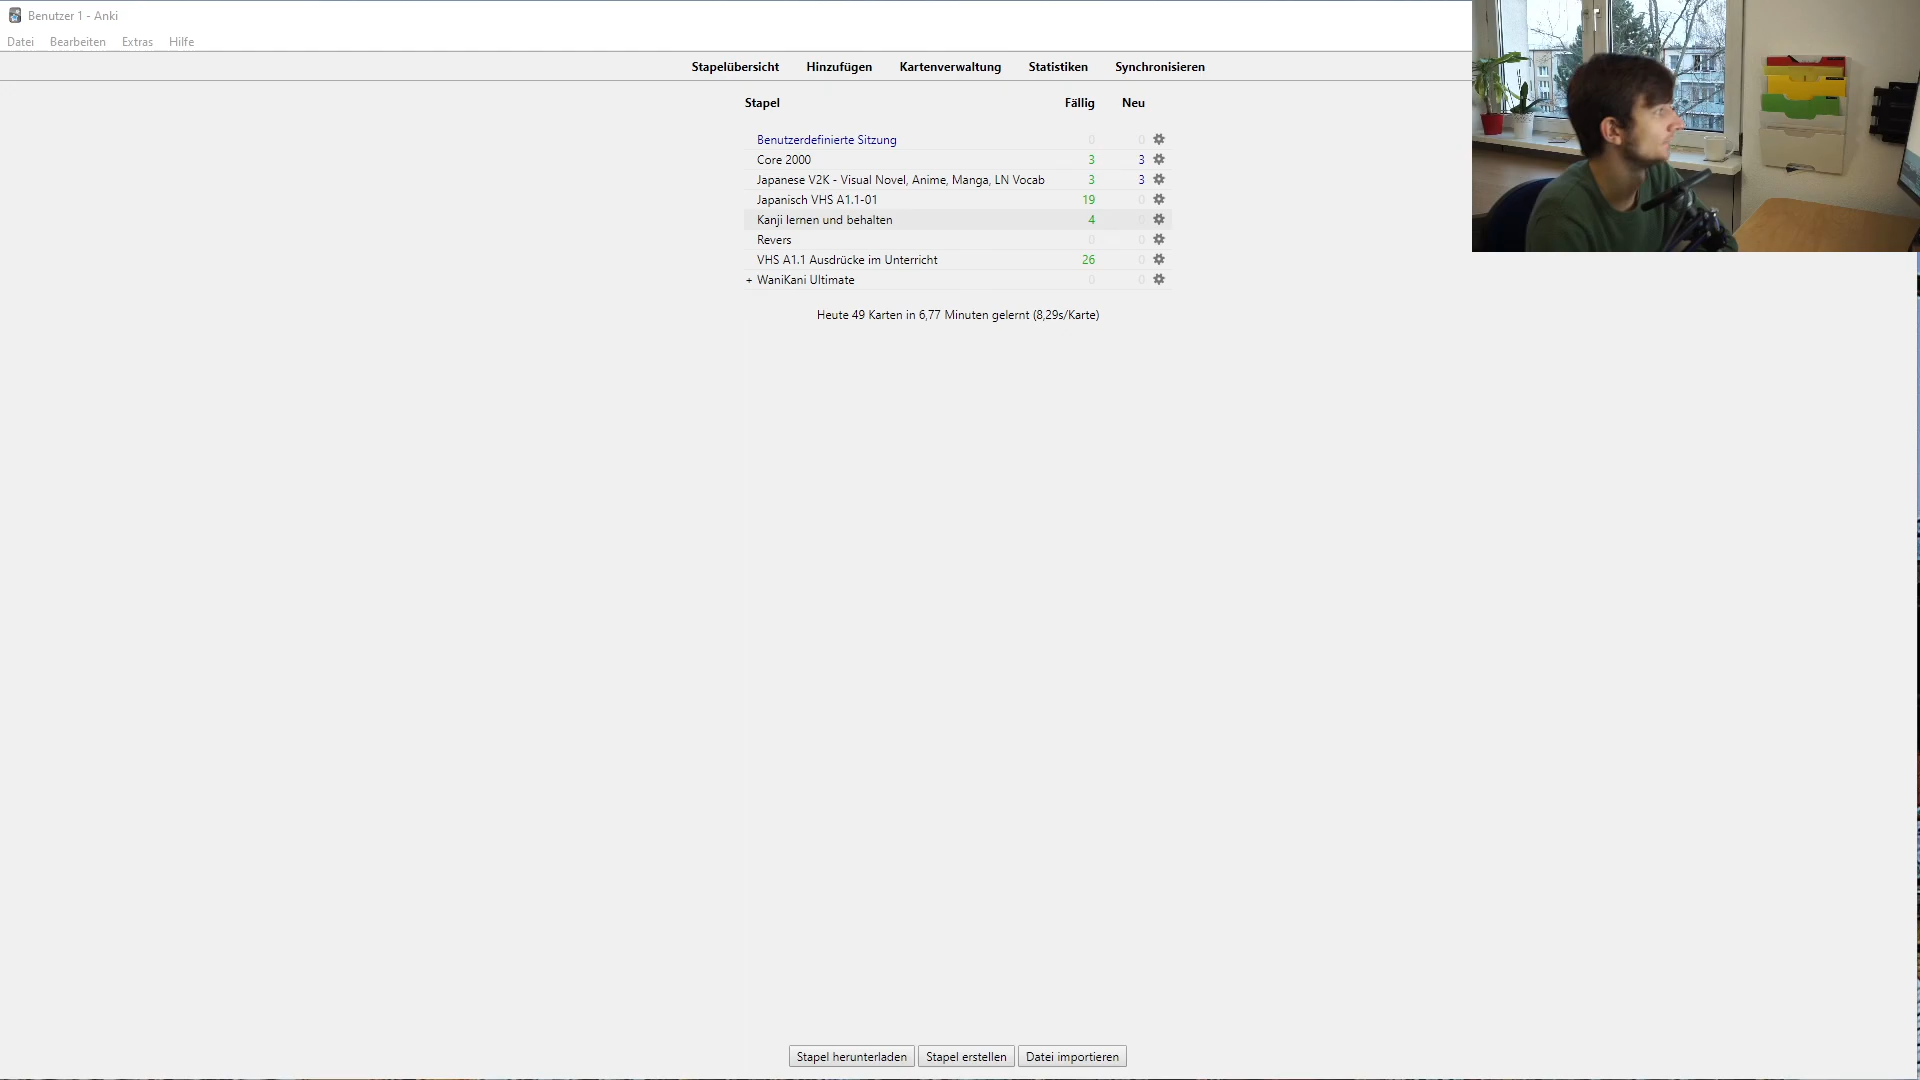 Benutzer 1 - Anki
Datei Bearbeiten Extras Hilfe
Stapelübersicht Hinzufügen Kartenverwaltung Statistiken Synchronisieren
Stapel Fällig Neu
Benutzerdefinierte Sitzung 0 0
Core 2000 3 3
Japanese V2K - Visual Novel, Anime, Manga, LN Vocab 3 3
Japanisch VHS A1.1-01 19 0
Kanji lernen und behalten 4 0
Revers 0 0
VHS A1.1 Ausdrücke im Unterricht 26 0
+ WaniKani Ultimate 0 0
Heute 49 Karten in 6,77 Minuten gelernt (8,29s/Karte)
Stapel herunterladen Stapel erstellen Datei importieren